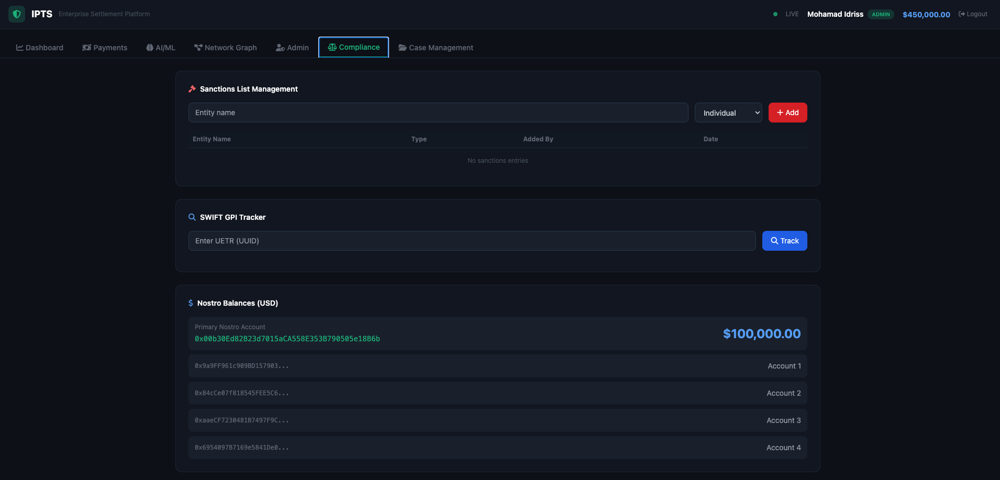 IPTS Enterprise Settlement Platform
LIVE Mohamad Idriss ADMIN $450,000.00 Logout
Dashboard Payments AI/ML Network Graph Admin Compliance Case Management
Sanctions List Management
Entity name Individual + Add
Entity Name Type Added By Date
No sanctions entries
SWIFT GPI Tracker
Enter UETR (UUID) Track
$ Nostro Balances (USD)
Primary Nostro Account
0x00b30Ed82B23d7015aCA558E353B790505e18B6b $100,000.00
0x9a9FF961c909BD157903... Account 1
0x84cCe07f818545FEE5C6... Account 2
0xaaeCF7230481B7497F9C... Account 3
0x6954097B7169e5841De0... Account 4